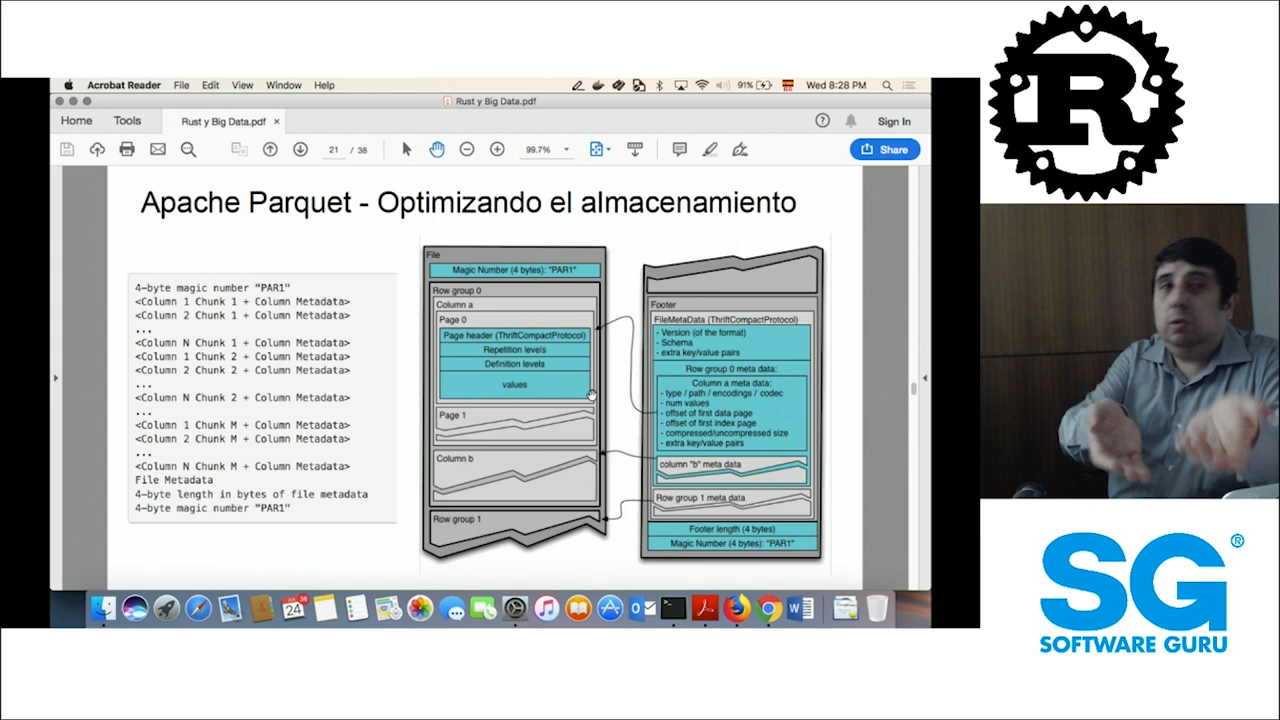 Acrobat Reader File Edit View Window Help 91% Wed 8:28 PM
Rust y Big Data.pdf
Home Tools Rust y Big Data.pdf × Sign In
21 / 38 99.7% Share
Apache Parquet - Optimizando el almacenamiento
4-byte magic number "PAR1"
<Column 1 Chunk 1 + Column Metadata>
<Column 2 Chunk 1 + Column Metadata>
...
<Column N Chunk 1 + Column Metadata>
<Column 1 Chunk 2 + Column Metadata>
<Column 2 Chunk 2 + Column Metadata>
...
<Column N Chunk 2 + Column Metadata>
...
<Column 1 Chunk M + Column Metadata>
<Column 2 Chunk M + Column Metadata>
...
<Column N Chunk M + Column Metadata>
File Metadata
4-byte length in bytes of file metadata
4-byte magic number "PAR1"
File
Magic Number (4 bytes): "PAR1"
Row group 0
Column a
Page 0
Page header (ThriftCompactProtocol)
Repetition levels
Definition levels
values
Page 1
Column b
Row group 1
Footer
FileMetaData (ThriftCompactProtocol)
- Version (of the format)
- Schema
- extra key/value pairs
Row group 0 meta data:
Column a meta data:
- type / path / encodings / codec
- num values
- offset of first data page
- offset of first index page
- compressed/uncompressed size
- extra key/value pairs
column "b" meta data
Row group 1 meta data
Footer length (4 bytes)
Magic Number (4 bytes): "PAR1"
24
R
SG®
SOFTWARE GURU